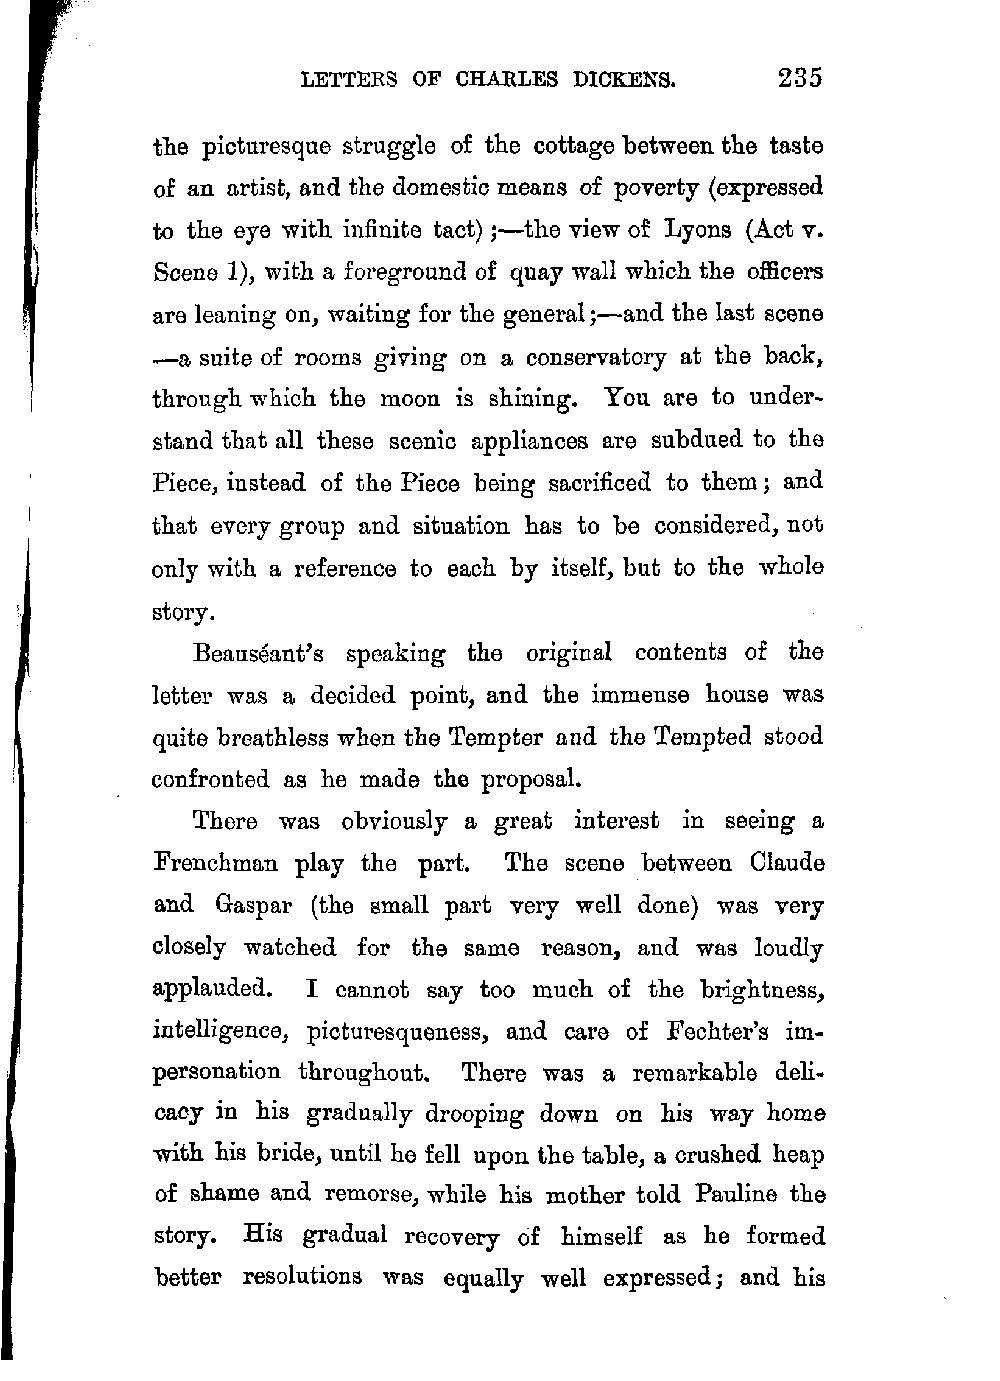 LETTERS OF CHARLES DICKENS. 235
the picturesque struggle of the cottage between the taste
of an artist, and the domestic means of poverty (expressed
to the eye with infinite tact);—the view of Lyons (Act v.
Scene 1), with a foreground of quay wall which the officers
are leaning on, waiting for the general;—and the last scene
—a suite of rooms giving on a conservatory at the back,
through which the moon is shining. You are to under-
stand that all these scenic appliances are subdued to the
Piece, instead of the Piece being sacrificed to them; and
that every group and situation has to be considered, not
only with a reference to each by itself, but to the whole
story.
Beauséant's speaking the original contents of the
letter was a decided point, and the immense house was
quite breathless when the Tempter and the Tempted stood
confronted as he made the proposal.
There was obviously a great interest in seeing a
Frenchman play the part. The scene between Claude
and Gaspar (the small part very well done) was very
closely watched for the same reason, and was loudly
applauded. I cannot say too much of the brightness,
intelligence, picturesqueness, and care of Fechter's im-
personation throughout. There was a remarkable deli-
cacy in his gradually drooping down on his way home
with his bride, until he fell upon the table, a crushed heap
of shame and remorse, while his mother told Pauline the
story. His gradual recovery of himself as he formed
better resolutions was equally well expressed; and his